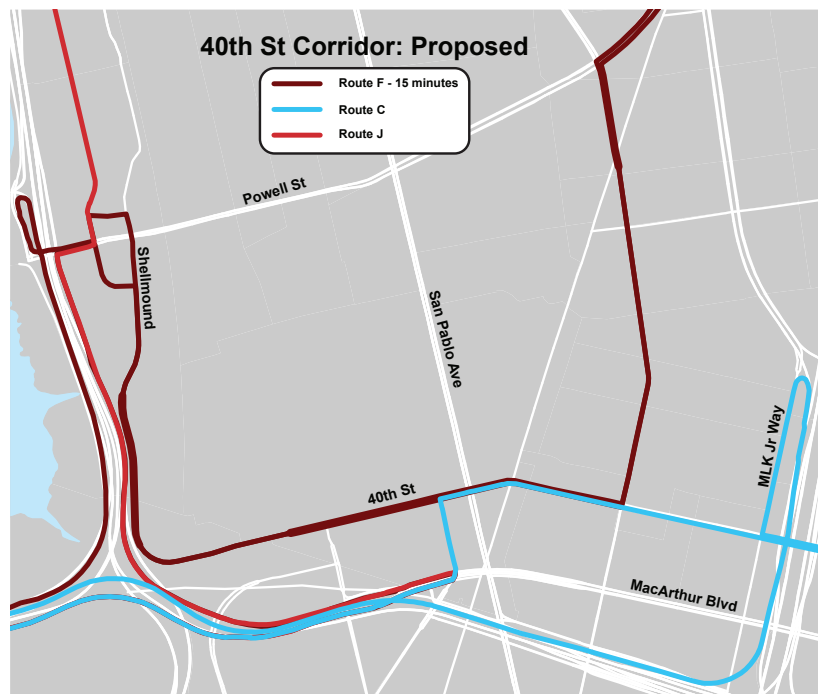 40th St Corridor: Proposed
Route F - 15 minutes
Route C
Route J
Powell St
Shellmound
San Pablo Ave
MLK Jr Way
40th St
MacArthur Blvd